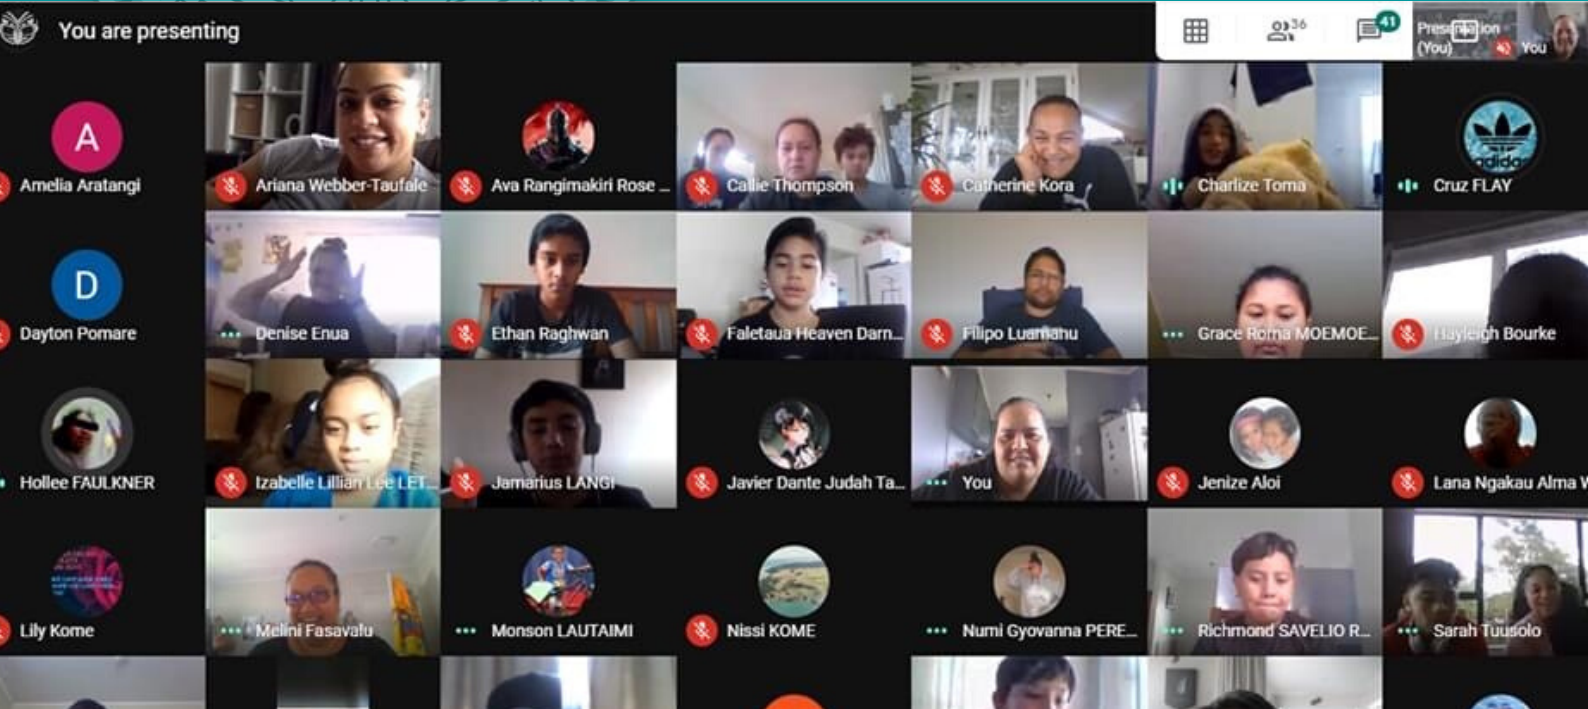 You are presenting
36
41
Presentation
(You)
You
A
Amelia Aratangi
Ariana Webber-Taufale
Ava Rangimakiri Rose ...
Callie Thompson
Catherine Kora
Charlize Toma
adidas
Cruz FLAY
D
Dayton Pomare
Denise Enua
Ethan Raghwan
Faletaua Heaven Darn...
Filipo Luamanu
Grace Roma MOEMOE...
Hayleigh Bourke
Hollee FAULKNER
Izabelle Lillian Lee LET...
Jamarius LANGI
Javier Dante Judah Ta...
You
Jenize Aloi
Lana Ngakau Alma W
Lily Kome
Melini Fasavalu
Monson LAUTAIMI
Nissi KOME
Numi Gyovanna PERE...
Richmond SAVELIO R...
Sarah Tuusolo